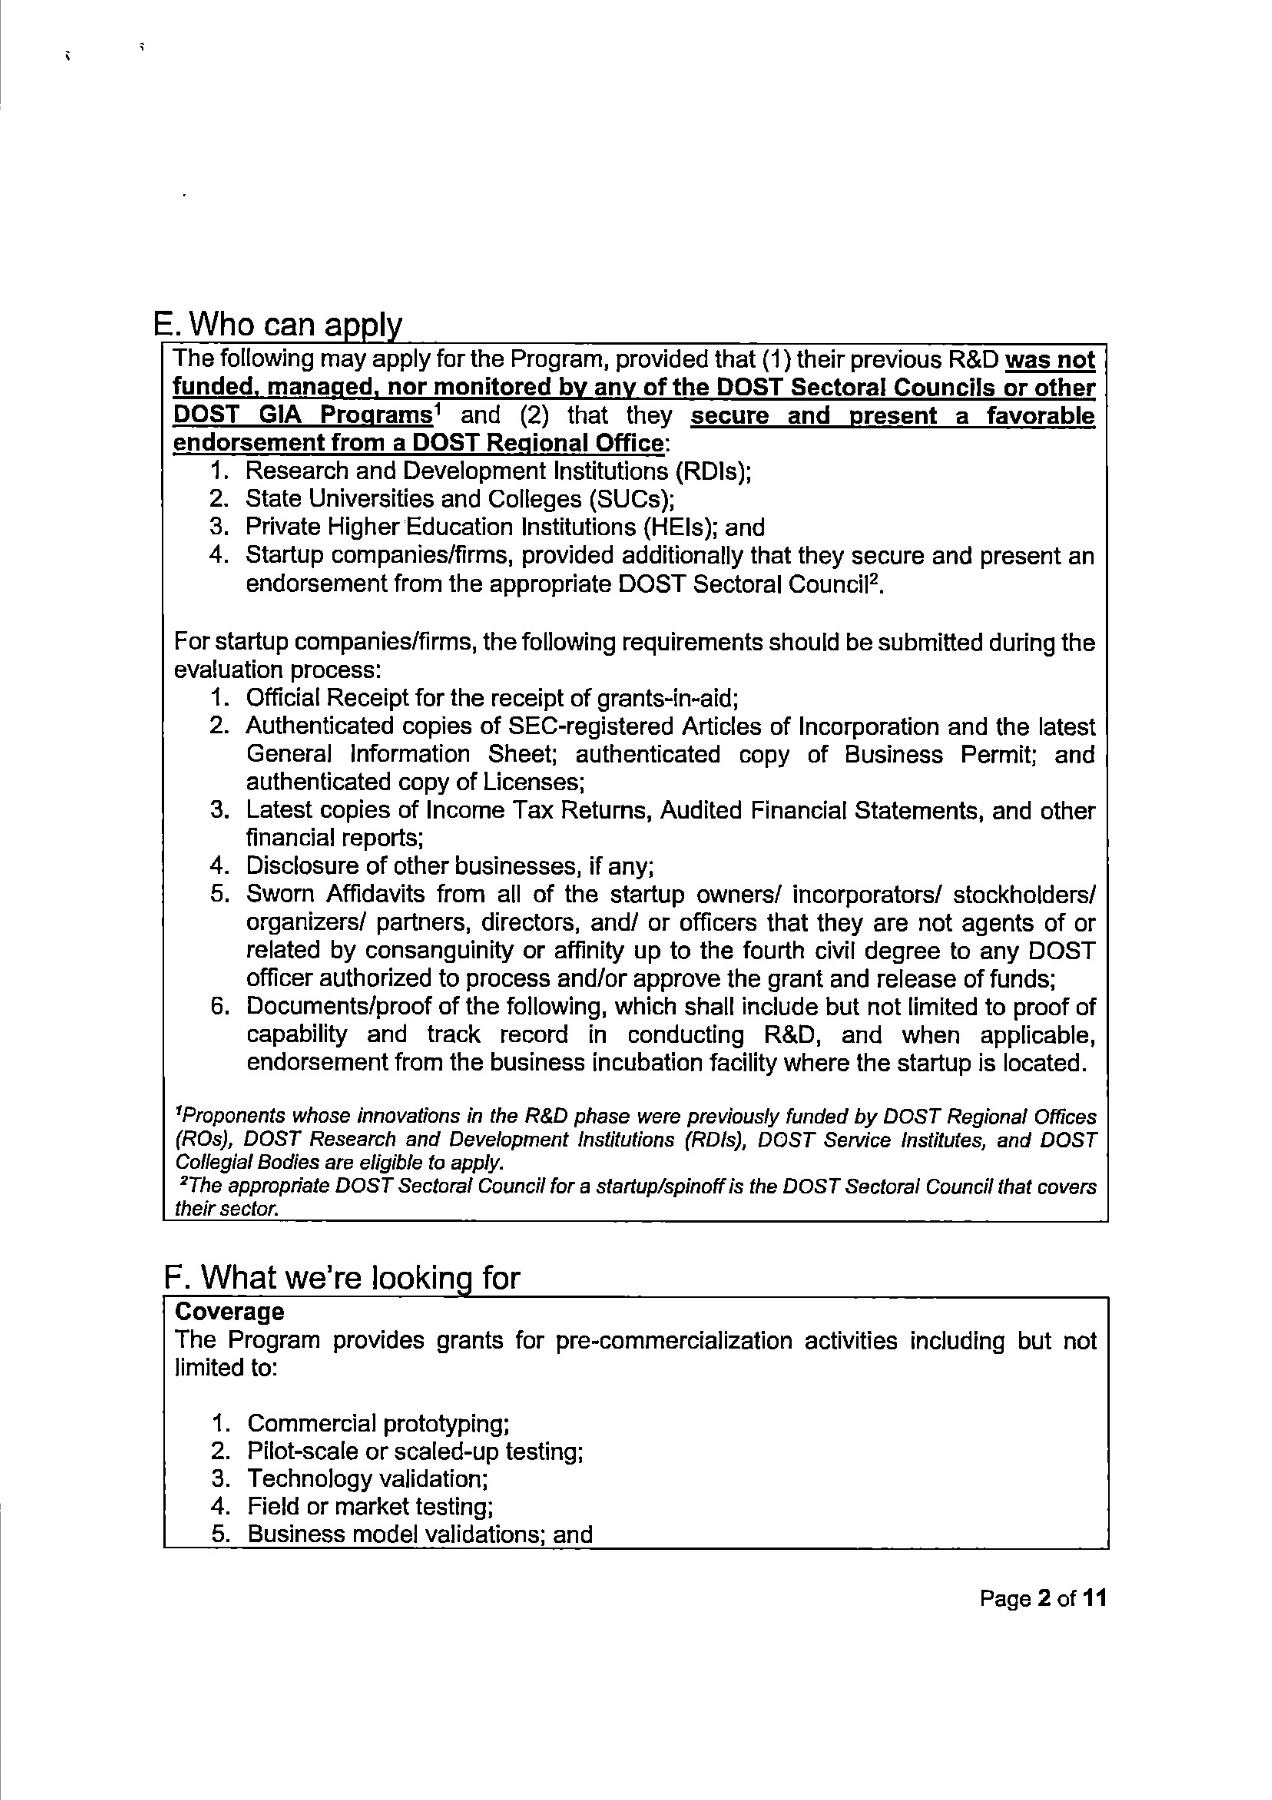 E. Who can apply
The following may apply for the Program, provided that (1) their previous R&D was not
funded, managed, nor monitored by any of the DOST Sectoral Councils or other
DOST GIA Programs¹ and (2) that they secure and present a favorable
endorsement from a DOST Regional Office:
1. Research and Development Institutions (RDIs);
2. State Universities and Colleges (SUCs);
3. Private Higher Education Institutions (HEIs); and
4. Startup companies/firms, provided additionally that they secure and present an
endorsement from the appropriate DOST Sectoral Council².
For startup companies/firms, the following requirements should be submitted during the
evaluation process:
1. Official Receipt for the receipt of grants-in-aid;
2. Authenticated copies of SEC-registered Articles of Incorporation and the latest
General Information Sheet; authenticated copy of Business Permit; and
authenticated copy of Licenses;
3. Latest copies of Income Tax Returns, Audited Financial Statements, and other
financial reports;
4. Disclosure of other businesses, if any;
5. Sworn Affidavits from all of the startup owners/ incorporators/ stockholders/
organizers/ partners, directors, and/ or officers that they are not agents of or
related by consanguinity or affinity up to the fourth civil degree to any DOST
officer authorized to process and/or approve the grant and release of funds;
6. Documents/proof of the following, which shall include but not limited to proof of
capability and track record in conducting R&D, and when applicable,
endorsement from the business incubation facility where the startup is located.
¹Proponents whose innovations in the R&D phase were previously funded by DOST Regional Offices
(ROs), DOST Research and Development Institutions (RDIs), DOST Service Institutes, and DOST
Collegial Bodies are eligible to apply.
²The appropriate DOST Sectoral Council for a startup/spinoff is the DOST Sectoral Council that covers
their sector.
F. What we're looking for
Coverage
The Program provides grants for pre-commercialization activities including but not
limited to:
1. Commercial prototyping;
2. Pilot-scale or scaled-up testing;
3. Technology validation;
4. Field or market testing;
5. Business model validations; and
Page 2 of 11